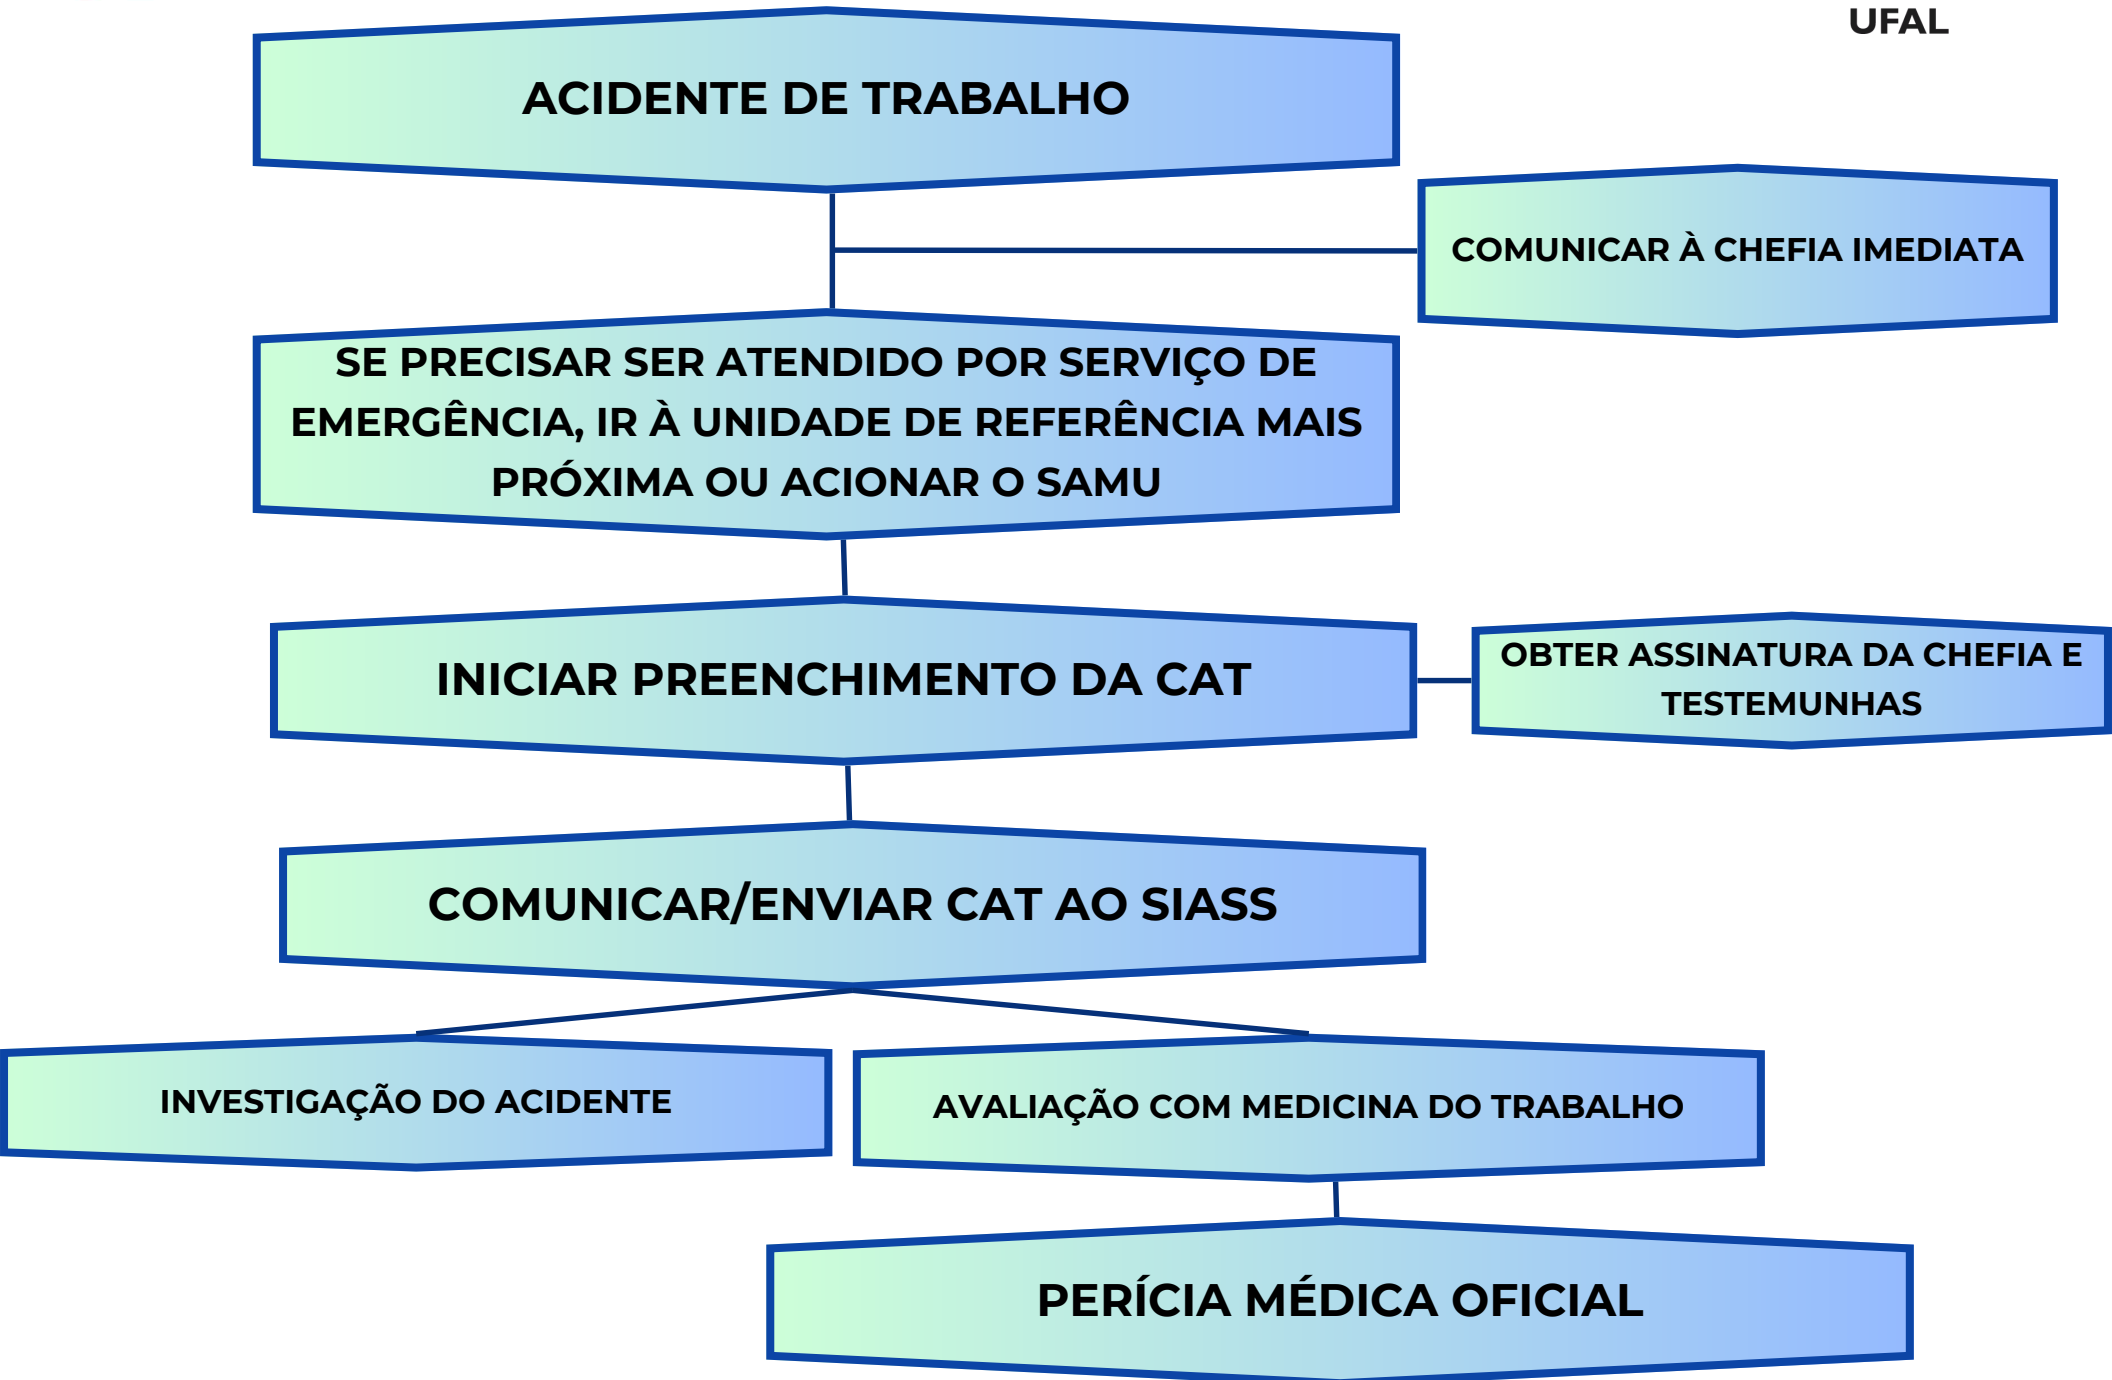 UFAL
ACIDENTE DE TRABALHO
COMUNICAR À CHEFIA IMEDIATA
SE PRECISAR SER ATENDIDO POR SERVIÇO DE
EMERGÊNCIA, IR À UNIDADE DE REFERÊNCIA MAIS
PRÓXIMA OU ACIONAR O SAMU
INICIAR PREENCHIMENTO DA CAT
OBTER ASSINATURA DA CHEFIA E
TESTEMUNHAS
COMUNICAR/ENVIAR CAT AO SIASS
INVESTIGAÇÃO DO ACIDENTE
AVALIAÇÃO COM MEDICINA DO TRABALHO
PERÍCIA MÉDICA OFICIAL